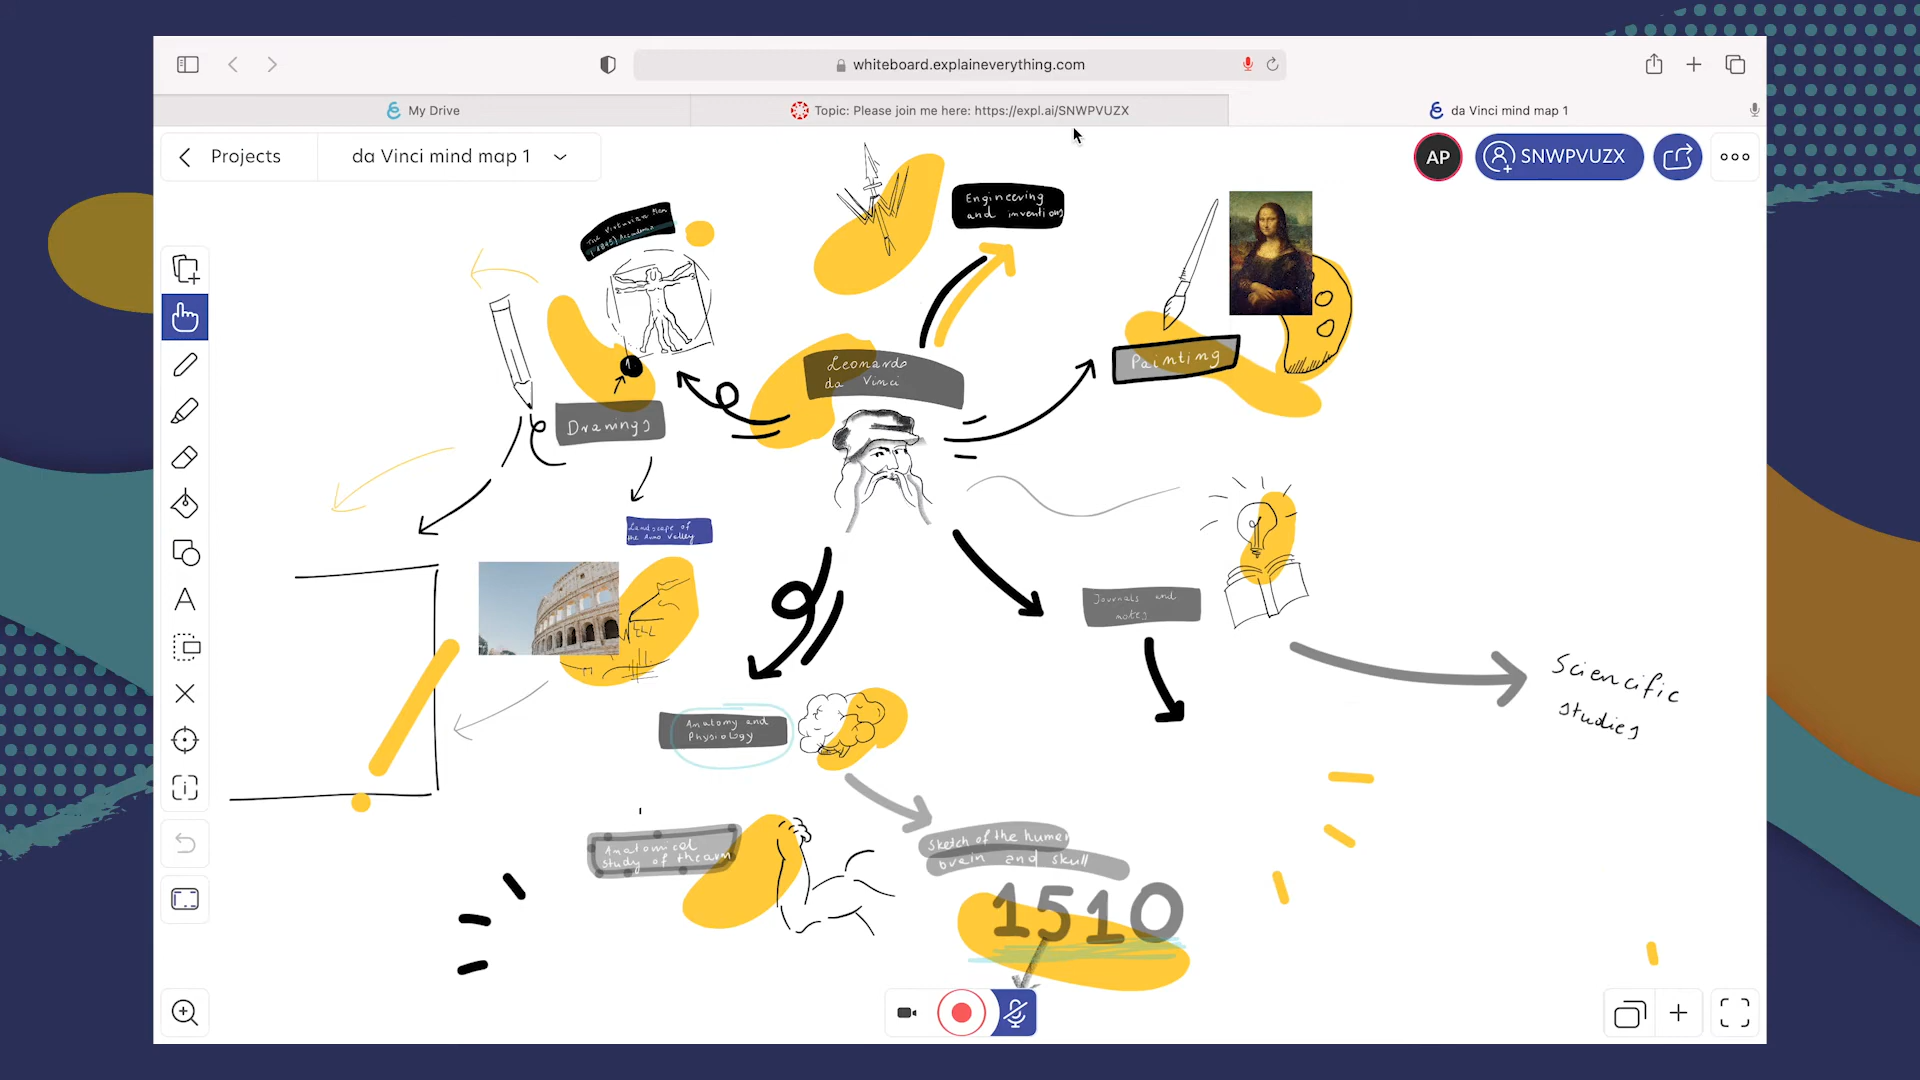 whiteboard.explaineverything.com
My Drive
Topic: Please join me here: https://expl.ai/SNWPVUZX
da Vinci mind map 1
Projects
da Vinci mind map 1
AP
SNWPVUZX
Engineering
and inventions
Leonardo
da Vinci
Painting
Drawings
1
Landscape of
the Arno Valley
Journals and
notes
Sciencific
studies
Anatomy and
Physiology
Anatomical
study of the arm
Sketch of the human
brain and skull
1510
A